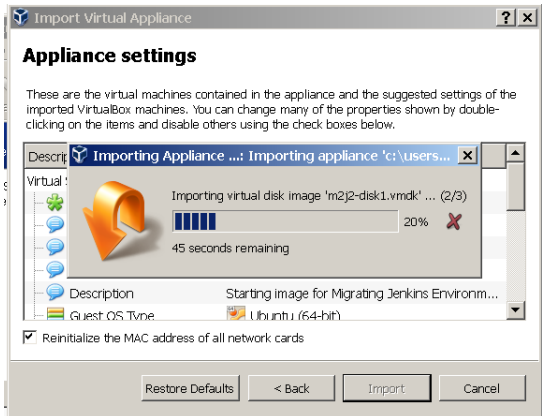 Import Virtual Appliance
Appliance settings
These are the virtual machines contained in the appliance and the suggested settings of the
imported VirtualBox machines. You can change many of the properties shown by double-
clicking on the items and disable others using the check boxes below.
Importing Appliance ...: Importing appliance 'c:\users...
Importing virtual disk image 'm2j2-disk1.vmdk' ... (2/3)
20%
45 seconds remaining
Description Starting image for Migrating Jenkins Environm...
Guest OS Type Ubuntu (64-bit)
Reinitialize the MAC address of all network cards
Restore Defaults < Back Import Cancel